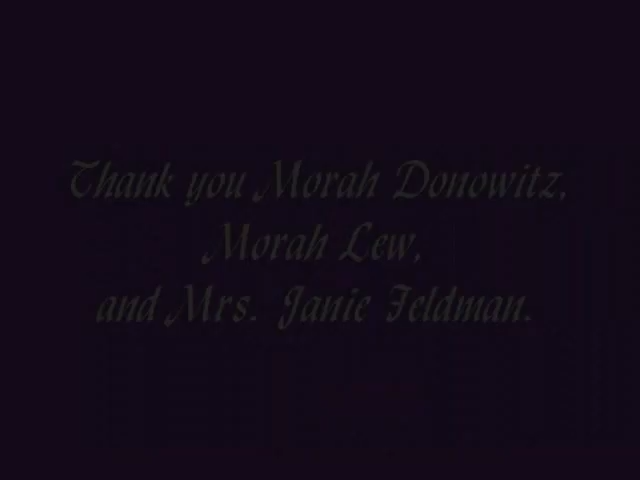 Thank you Morah Donowitz,
Morah Lew,
and Mrs. Janie Feldman.